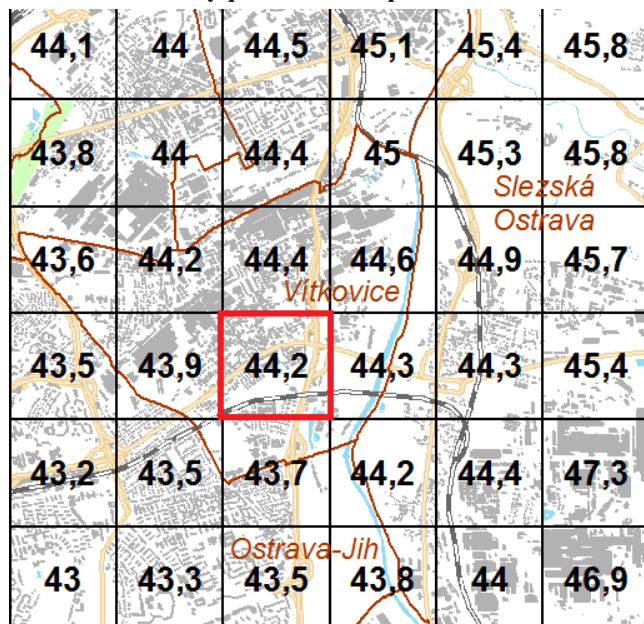 44,1 44 44,5 45,1 45,4 45,8
43,8 44 44,4 45 45,3 45,8
Slezská
Ostrava
43,6 44,2 44,4 44,6 44,9 45,7
Vítkovice
43,5 43,9 44,2 44,3 44,3 45,4
43,2 43,5 43,7 44,2 44,4 47,3
Ostrava-Jih
43 43,3 43,5 43,8 44 46,9